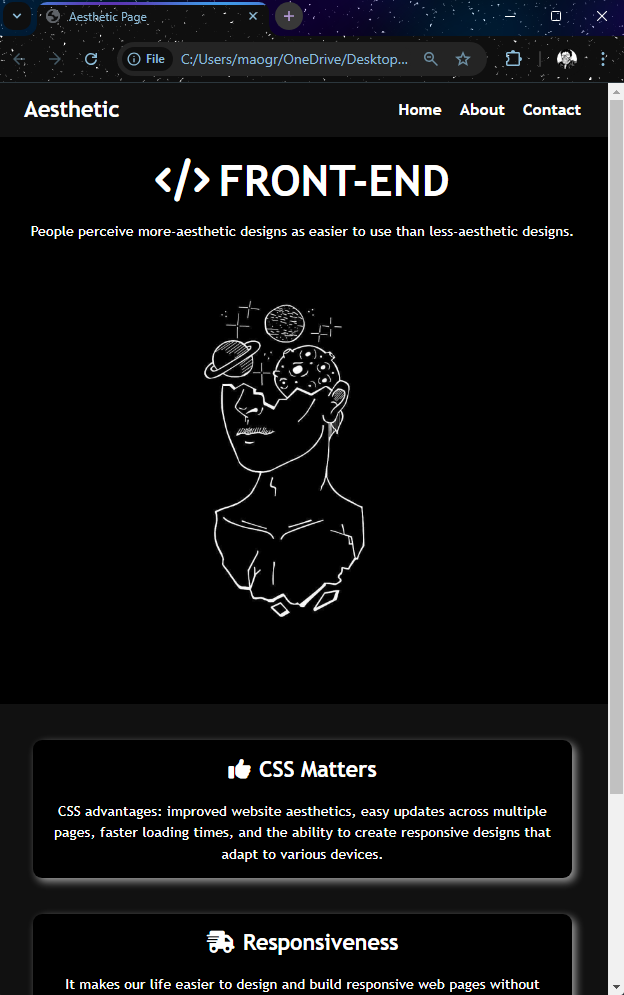 Aesthetic Page
File
C:/Users/maogr/OneDrive/Desktop...
Aesthetic
Home About Contact
</> FRONT-END
People perceive more-aesthetic designs as easier to use than less-aesthetic designs.
CSS Matters
CSS advantages: improved website aesthetics, easy updates across multiple
pages, faster loading times, and the ability to create responsive designs that
adapt to various devices.
Responsiveness
It makes our life easier to design and build responsive web pages without